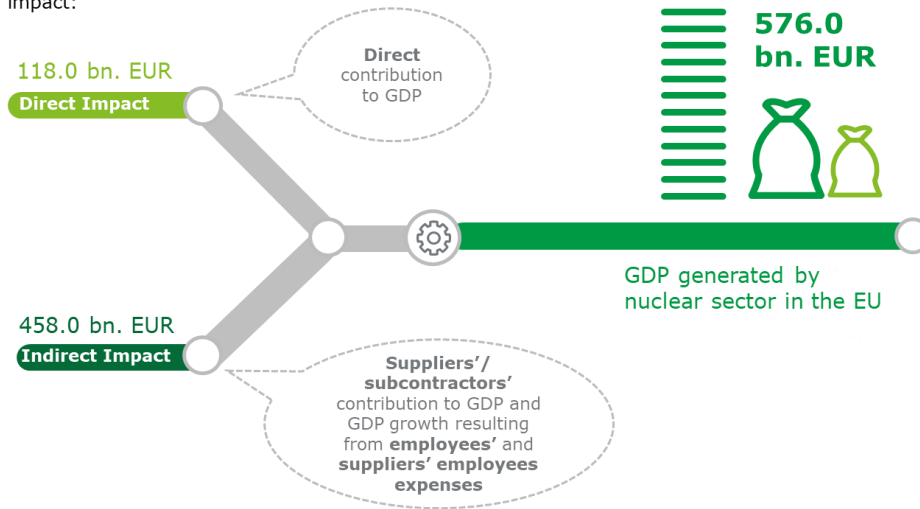 impact:
118.0 bn. EUR
Direct Impact
Direct
contribution
to GDP
576.0
bn. EUR
GDP generated by
nuclear sector in the EU
458.0 bn. EUR
Indirect Impact
Suppliers'/
subcontractors'
contribution to GDP and
GDP growth resulting
from employees' and
suppliers' employees
expenses